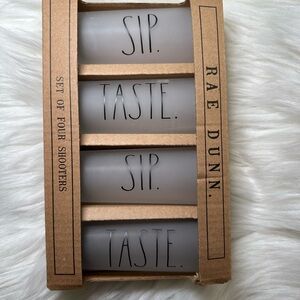 SIP.
TASTE.
SIP.
TASTE.
RAE DUNN.
SET OF FOUR SHOOTERS